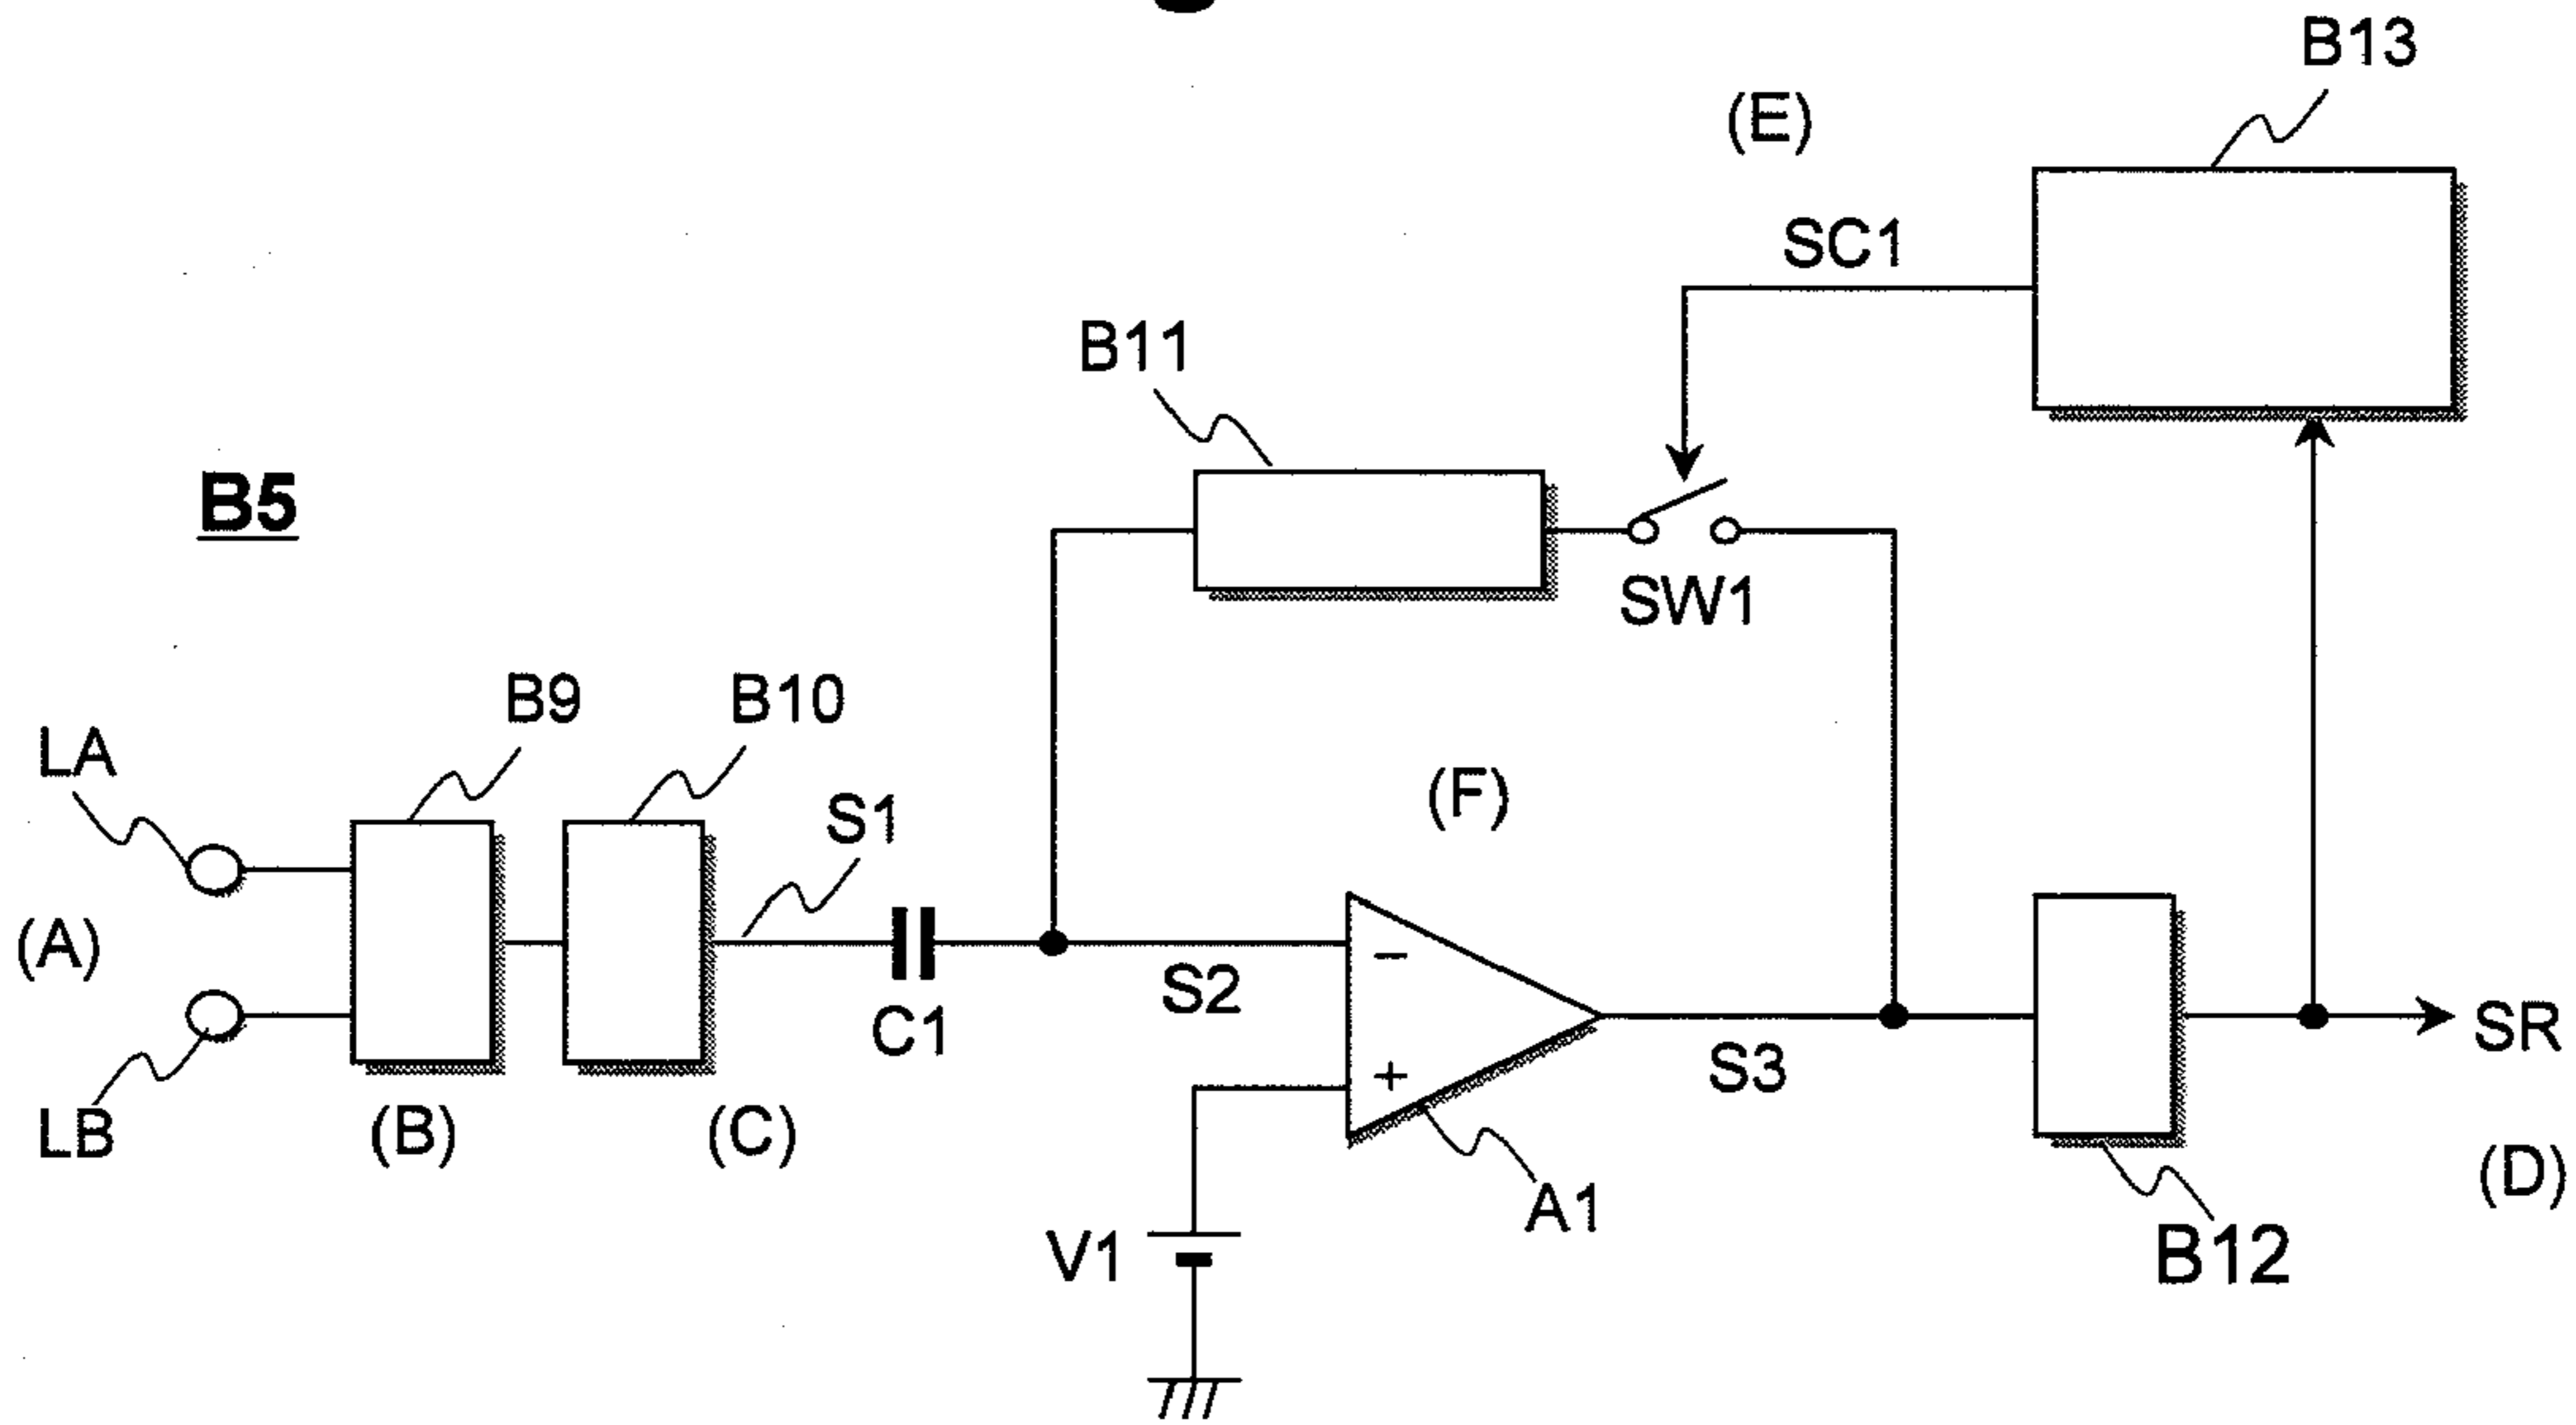 B13
(E)
SC1
B11
B5
SW1
B9
B10
LA
(F)
S1
(A)
−
S2
C1
SR
S3
+
LB
(B)
(C)
(D)
A1
V1
B12